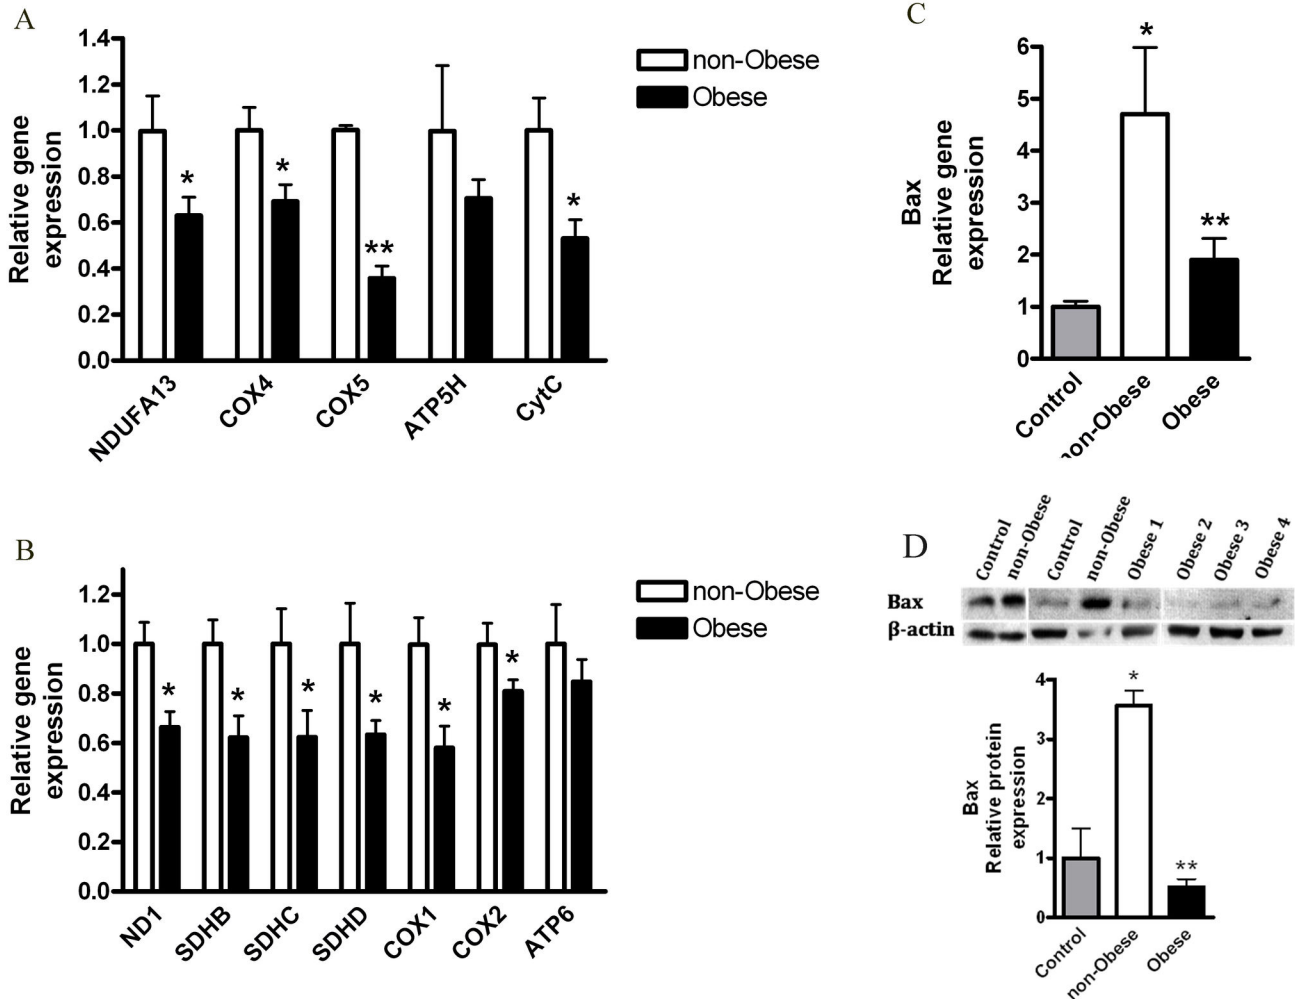 A
1.4
1.2
1.0
0.8
0.6
0.4
0.2
0.0
Relative gene
expression
* * ** *
NDUFA13 COX4 COX5 ATP5H CytC
non-Obese
Obese
B
1.2
1.0
0.8
0.6
0.4
0.2
0.0
Relative gene
expression
* * * * * *
ND1 SDHB SDHC SDHD COX1 COX2 ATP6
non-Obese
Obese
C
6
5
4
3
2
1
0
Bax
Relative gene
expression
* **
Control non-Obese Obese
D
Control non-Obese Control non-Obese Obese 1 Obese 2 Obese 3 Obese 4
Bax
β-actin
4
3
2
1
0
Bax
Relative protein
expression
* **
Control non-Obese Obese